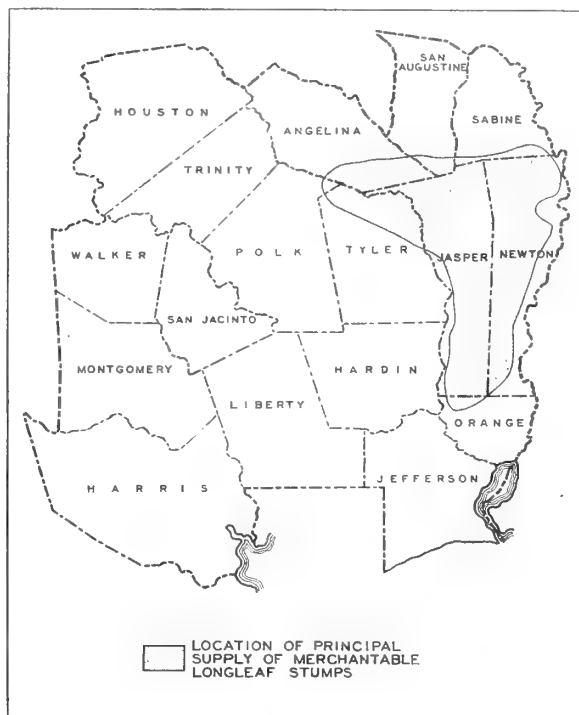 SAN
AUGUSTINE
HOUSTON
SABINE
ANGELINA
TRINITY
WALKER
POLK
TYLER
JASPER
NEWTON
SAN JACINTO
MONTGOMERY
HARDIN
LIBERTY
ORANGE
JEFFERSON
HARRIS
LOCATION OF PRINCIPAL
SUPPLY OF MERCHANTABLE
LONGLEAF STUMPS